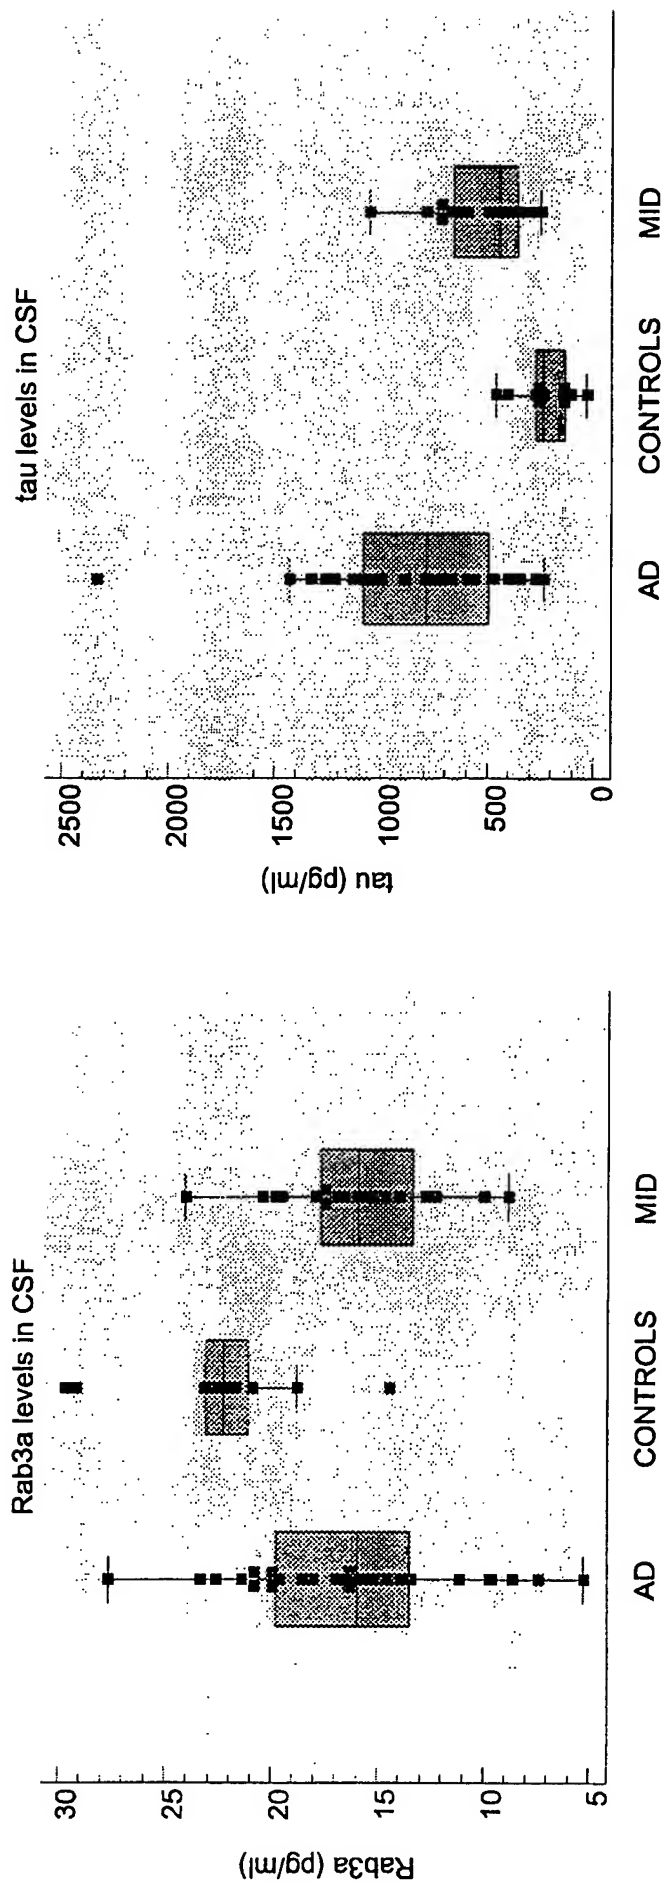 Rab3a levels in CSF
Rab3a (pg/ml)
30
25
20
15
10
5
AD
CONTROLS
MID
tau levels in CSF
tau (pg/ml)
2500
2000
1500
1000
500
0
AD
CONTROLS
MID